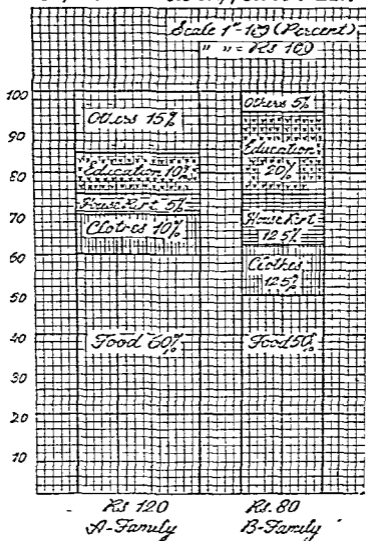 Scale 1"=10 (Percent)
" " = Rs 100
100
90
80
70
60
50
40
30
20
10
Others 15%
Education 10%
House Rent 5%
Clothes 10%
Food 60%
Others 5%
Education
20%
House Rent
12.5%
Clothes
12.5%
Food 50%
Rs 120
A-Family
Rs. 80
B-Family